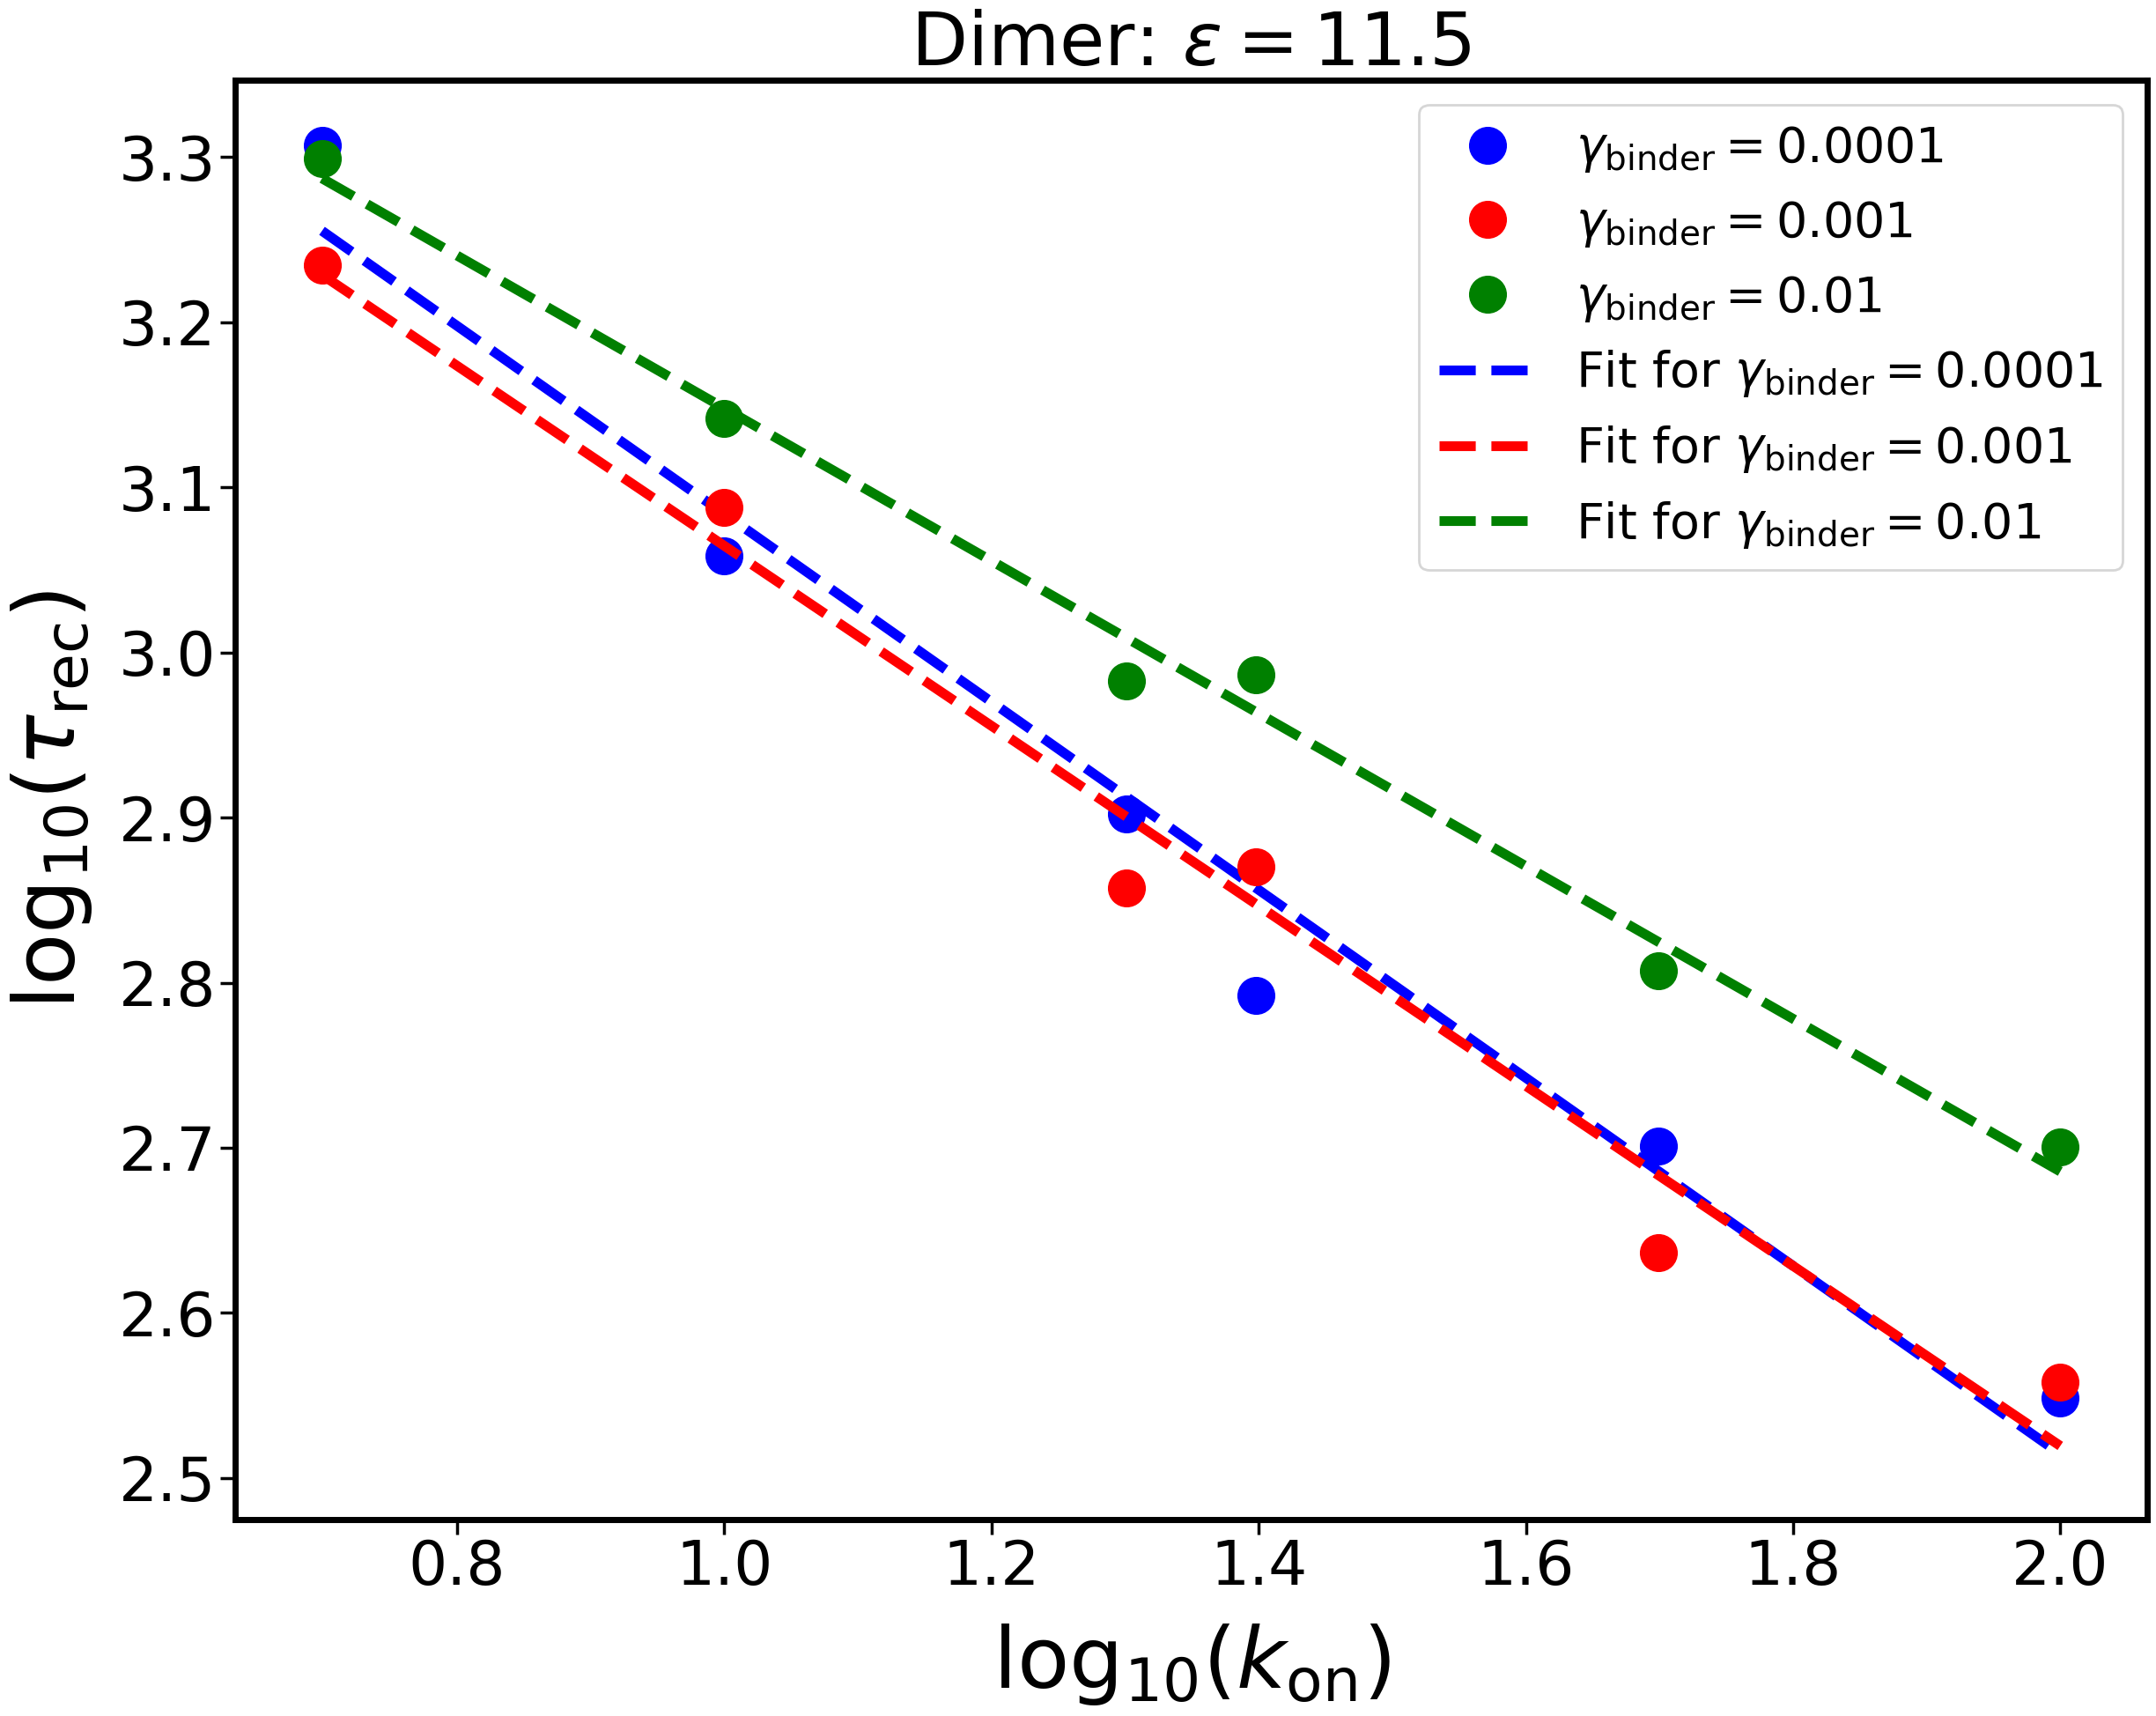 Dimer: ε = 11.5
γbinder = 0.0001
γbinder = 0.001
γbinder = 0.01
Fit for γbinder = 0.0001
Fit for γbinder = 0.001
Fit for γbinder = 0.01
log10(τrec)
3.3
3.2
3.1
3.0
2.9
2.8
2.7
2.6
2.5
0.8 1.0 1.2 1.4 1.6 1.8 2.0
log10(kon)